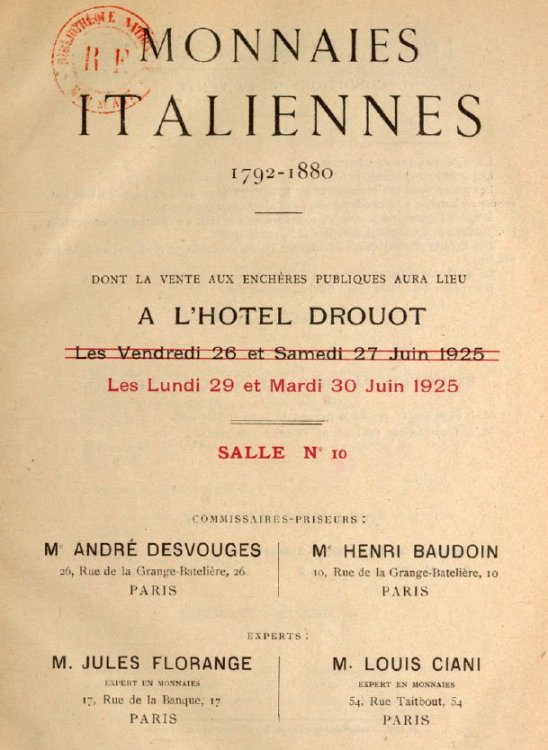 MONNAIES
ITALIENNES
1792-1880
DONT LA VENTE AUX ENCHÈRES PUBLIQUES AURA LIEU
A L'HOTEL DROUOT
Les Vendredi 26 et Samedi 27 Juin 1925
Les Lundi 29 et Mardi 30 Juin 1925
SALLE N° 10
COMMISSAIRES-PRISEURS :
Me ANDRÉ DESVOUGES
26, Rue de la Grange-Batelière, 26
PARIS
Me HENRI BAUDOIN
10, Rue de la Grange-Batelière, 10
PARIS
EXPERTS :
M. JULES FLORANGE
EXPERT EN MONNAIES
17, Rue de la Banque, 17
PARIS
M. LOUIS CIANI
EXPERT EN MONNAIES
54, Rue Taitbout, 54
PARIS
BIBLIOTHÈQUE
R F